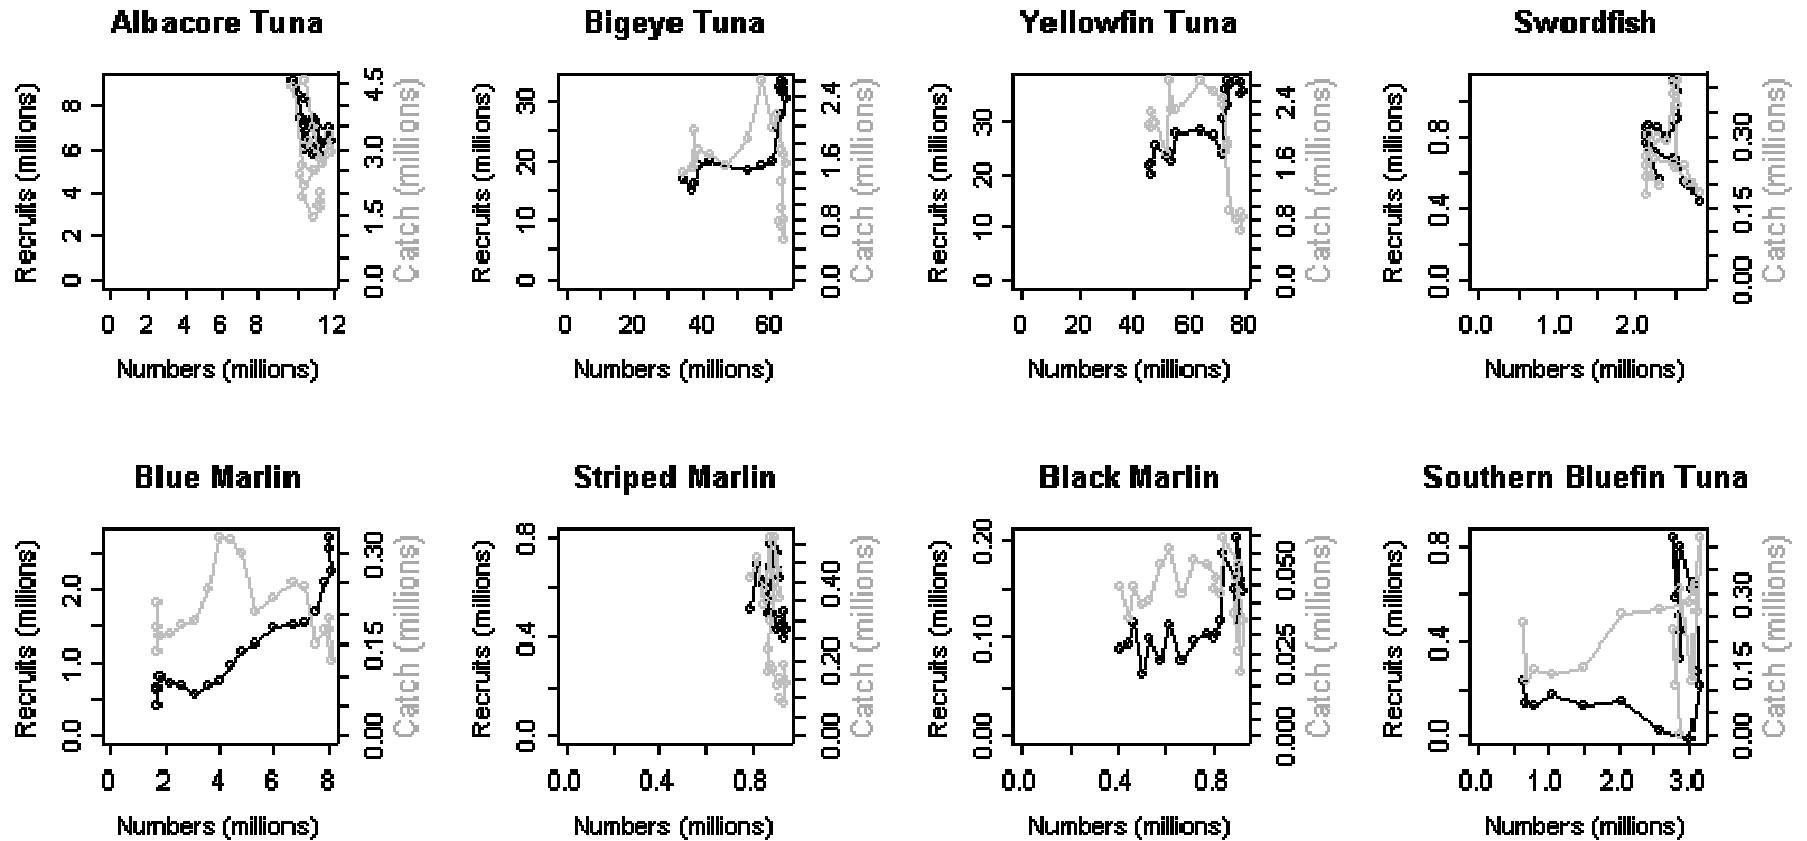 Albacore Tuna
Recruits (millions)
0 2 4 6 8
0.0 1.5 3.0 4.5
Catch (millions)
0 2 4 6 8 12
Numbers (millions)
Bigeye Tuna
Recruits (millions)
0 10 20 30
0.0 0.8 1.6 2.4
Catch (millions)
0 20 40 60
Numbers (millions)
Yellowfin Tuna
Recruits (millions)
0 10 20 30
0.0 0.8 1.6 2.4
Catch (millions)
0 20 40 60 80
Numbers (millions)
Swordfish
Recruits (millions)
0.0 0.4 0.8
0.00 0.15 0.30
Catch (millions)
0.0 1.0 2.0
Numbers (millions)
Blue Marlin
Recruits (millions)
0.0 1.0 2.0
0.00 0.15 0.30
Catch (millions)
0 2 4 6 8
Numbers (millions)
Striped Marlin
Recruits (millions)
0.0 0.4 0.8
0.00 0.20 0.40
Catch (millions)
0.0 0.4 0.8
Numbers (millions)
Black Marlin
Recruits (millions)
0.00 0.10 0.20
0.000 0.025 0.050
Catch (millions)
0.0 0.4 0.8
Numbers (millions)
Southern Bluefin Tuna
Recruits (millions)
0.0 0.4 0.8
0.00 0.15 0.30
Catch (millions)
0.0 1.0 2.0 3.0
Numbers (millions)